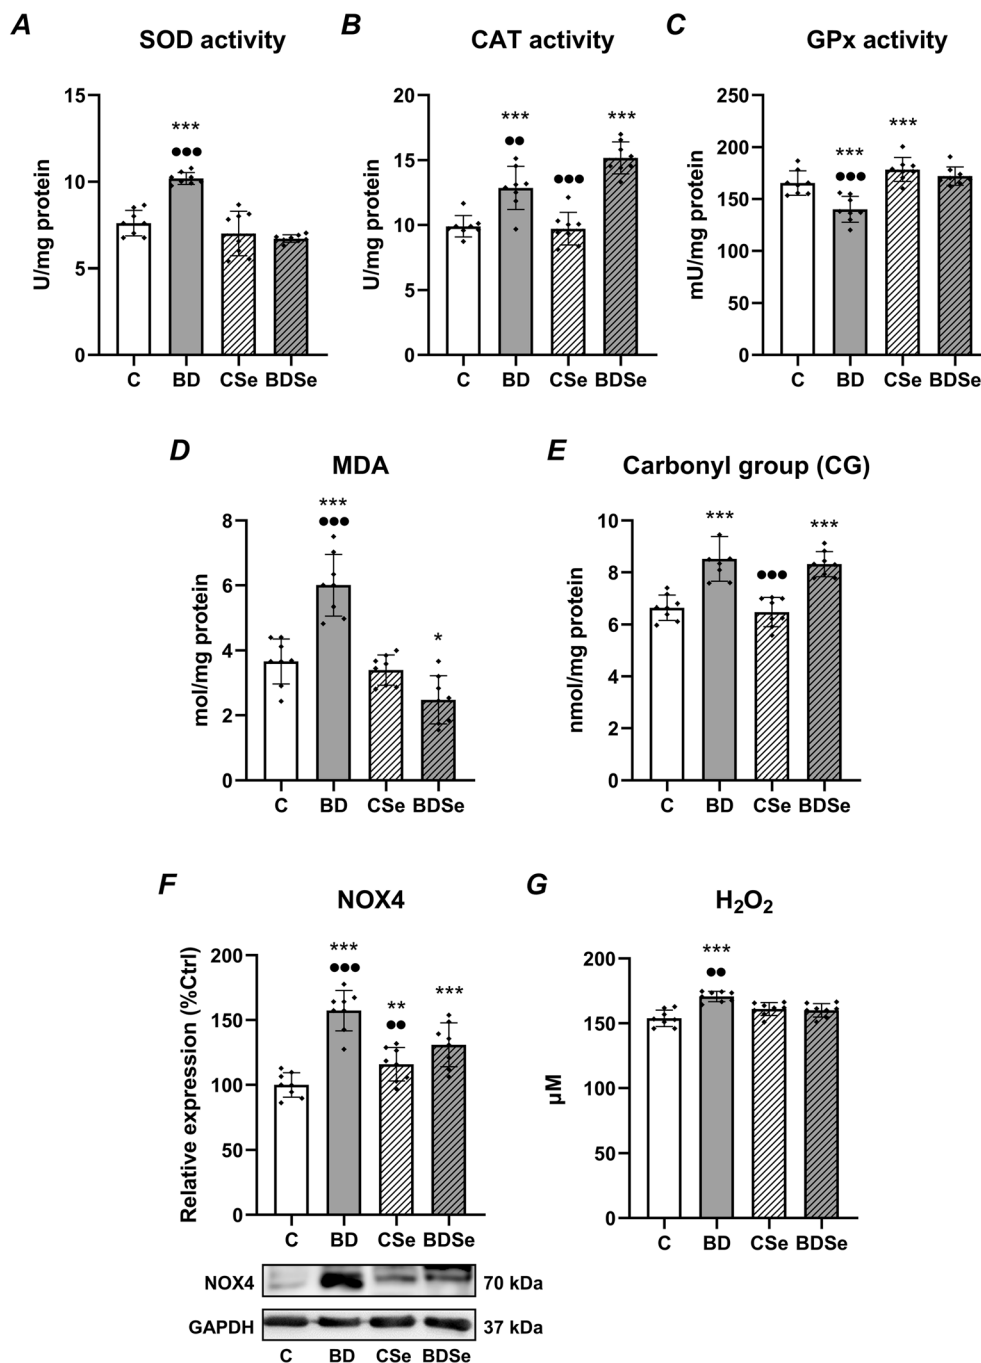 A
SOD activity
U/mg protein
15
10
5
0
***
●●●
C
BD
CSe
BDSe
B
CAT activity
U/mg protein
20
15
10
5
0
***
●●
●●●
***
C
BD
CSe
BDSe
C
GPx activity
mU/mg protein
250
200
150
100
50
0
***
●●●
***
C
BD
CSe
BDSe
D
MDA
mol/mg protein
8
6
4
2
0
***
●●●
*
C
BD
CSe
BDSe
E
Carbonyl group (CG)
nmol/mg protein
10
8
6
4
2
0
***
●●●
***
C
BD
CSe
BDSe
F
NOX4
Relative expression (%Ctrl)
200
150
100
50
0
***
●●●
**
●●
***
C
BD
CSe
BDSe
NOX4
70 kDa
GAPDH
37 kDa
C
BD
CSe
BDSe
G
H₂O₂
µM
200
150
100
50
0
***
●●
C
BD
CSe
BDSe